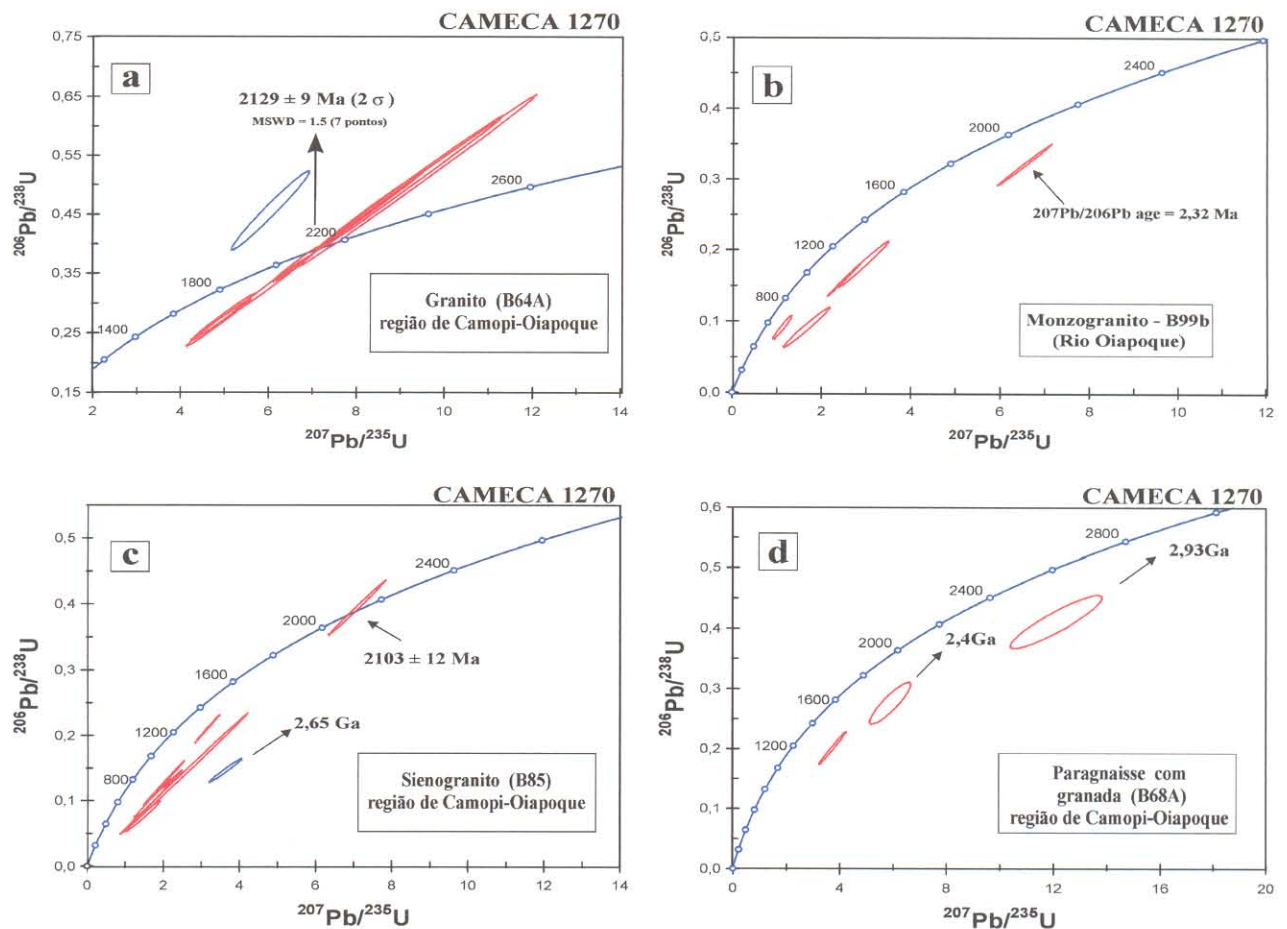 CAMECA 1270
0,75
0,65
0,55
0,45
0,35
0,25
0,15
206Pb/238U
a
2129 ± 9 Ma (2 σ )
MSWD = 1.5 (7 pontos)
1400
1800
2200
2600
Granito (B64A)
região de Camopi-Oiapoque
2 4 6 8 10 12 14
207Pb/235U
CAMECA 1270
0,5
0,4
0,3
0,2
0,1
0,0
206Pb/238U
b
800
1200
1600
2000
2400
207Pb/206Pb age = 2,32 Ma
Monzogranito - B99b
(Rio Oiapoque)
0 2 4 6 8 10 12
207Pb/235U
CAMECA 1270
0,5
0,4
0,3
0,2
0,1
0,0
206Pb/238U
c
800
1200
1600
2000
2400
2103 ± 12 Ma
2,65 Ga
Sienogranito (B85)
região de Camopi-Oiapoque
0 2 4 6 8 10 12 14
207Pb/235U
CAMECA 1270
0,6
0,5
0,4
0,3
0,2
0,1
0,0
206Pb/238U
d
1200
1600
2000
2400
2800
2,93Ga
2,4Ga
Paragnaisse com
granada (B68A)
região de Camopi-Oiapoque
0 4 8 12 16 20
207Pb/235U